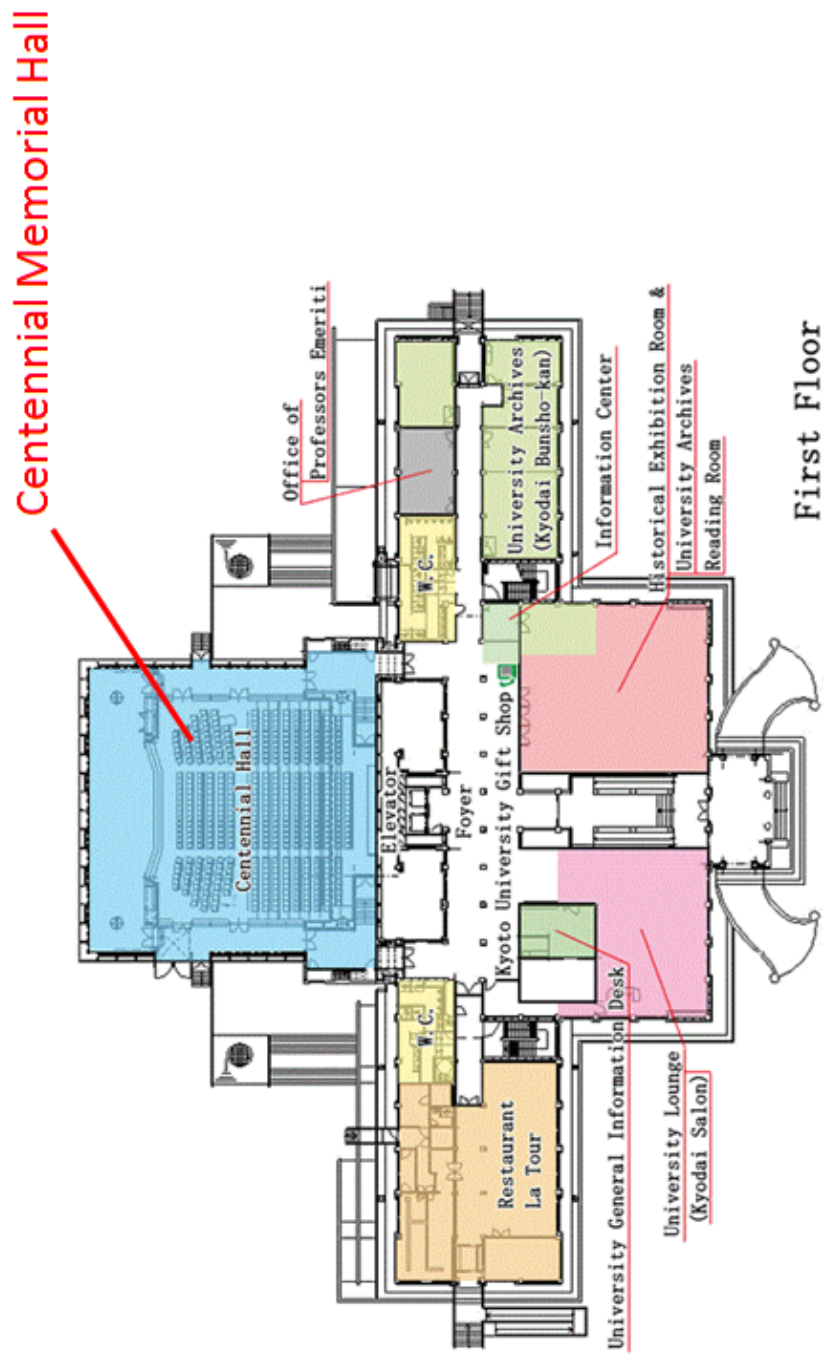 Centennial Memorial Hall
Office of
Professors Emeriti
Centennial Hall
Elevator
Foyer
W.C.
W.C.
University Archives
(Kyodai Bunsho-kan)
Information Center
Kyoto University Gift Shop
Historical Exhibition Room &
University Archives
Reading Room
Restaurant
La Tour
University General Information Desk
University Lounge
(Kyodai Salon)
First Floor